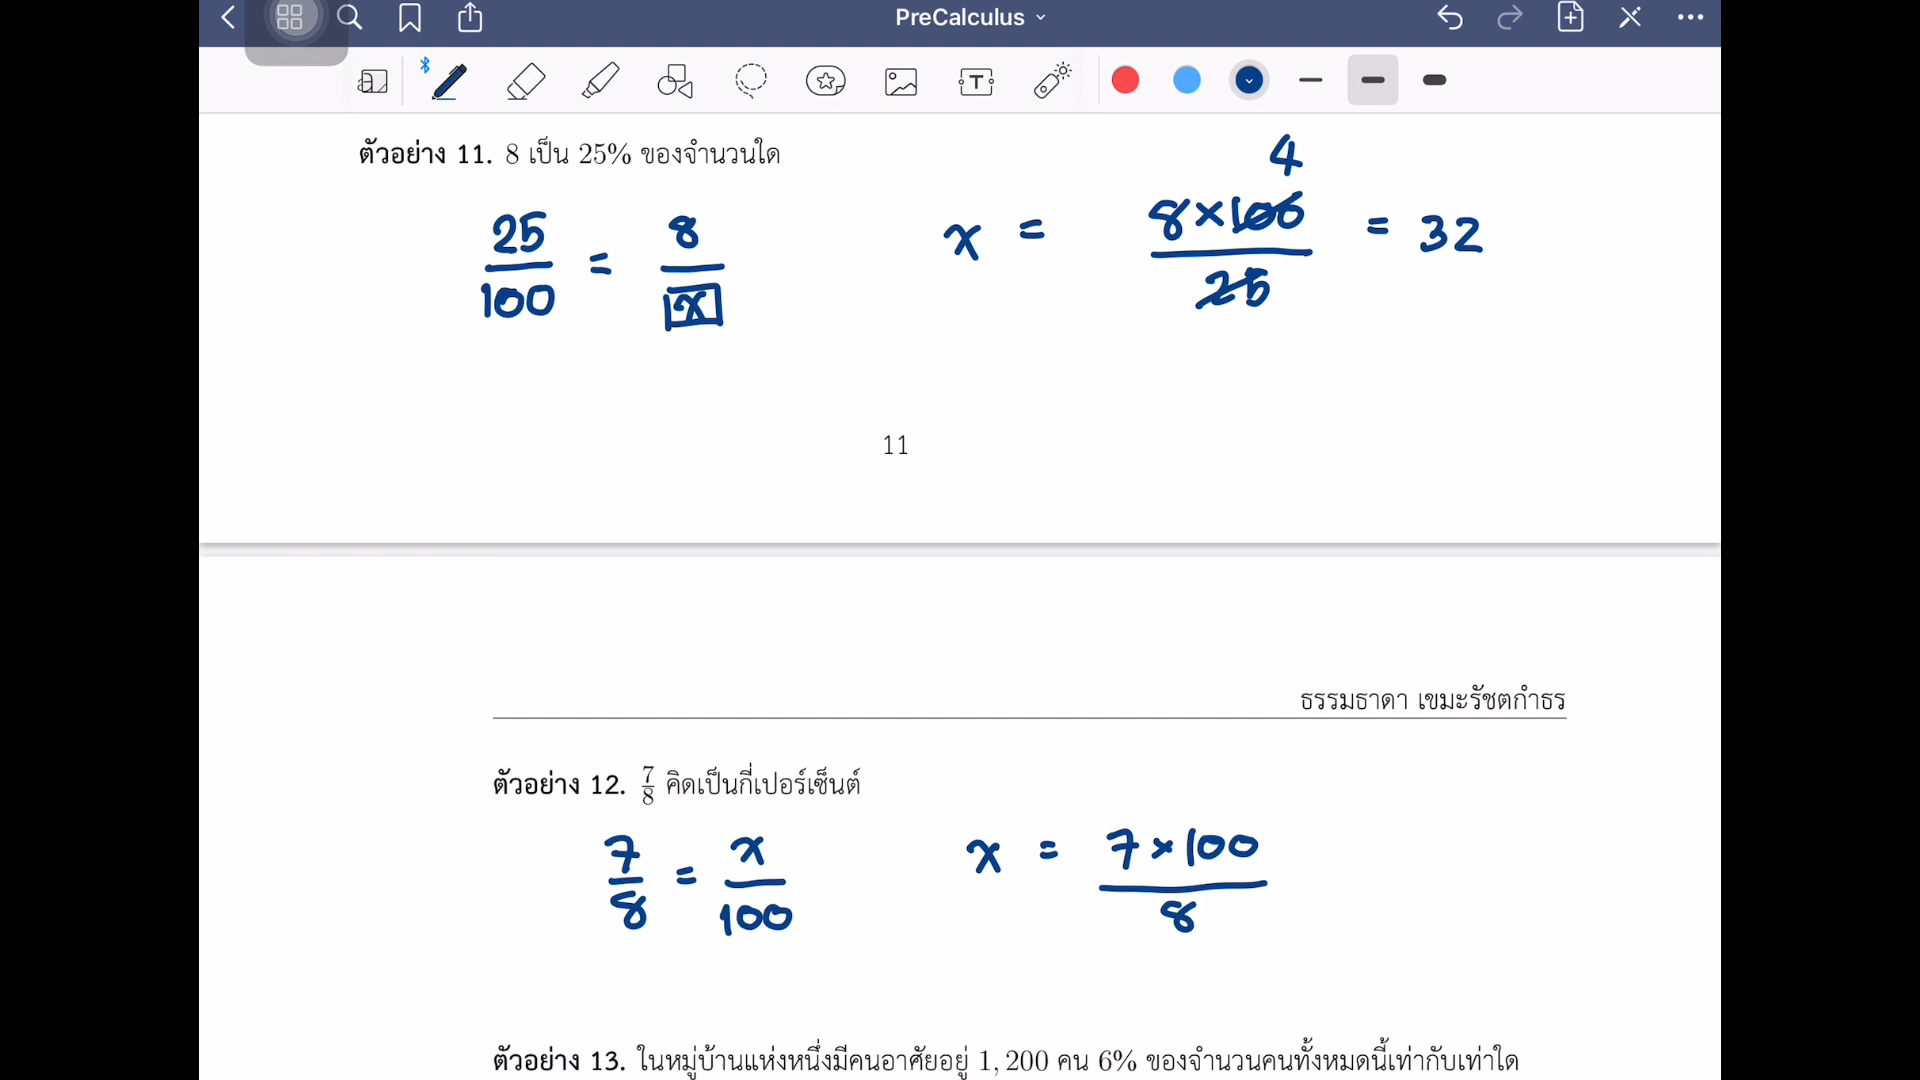 PreCalculus
ตัวอย่าง 11. 8 เป็น 25% ของจำนวนใด
25/100 = 8/x
x = 8×100/25 = 32
4
11
ธรรมธาดา เขมะรัชตกำธร
ตัวอย่าง 12. 7/8 คิดเป็นกี่เปอร์เซ็นต์
7/8 = x/100
x = 7×100/8
ตัวอย่าง 13. ในหมู่บ้านแห่งหนึ่งมีคนอาศัยอยู่ 1,200 คน 6% ของจำนวนคนทั้งหมดนี้เท่ากับเท่าใด